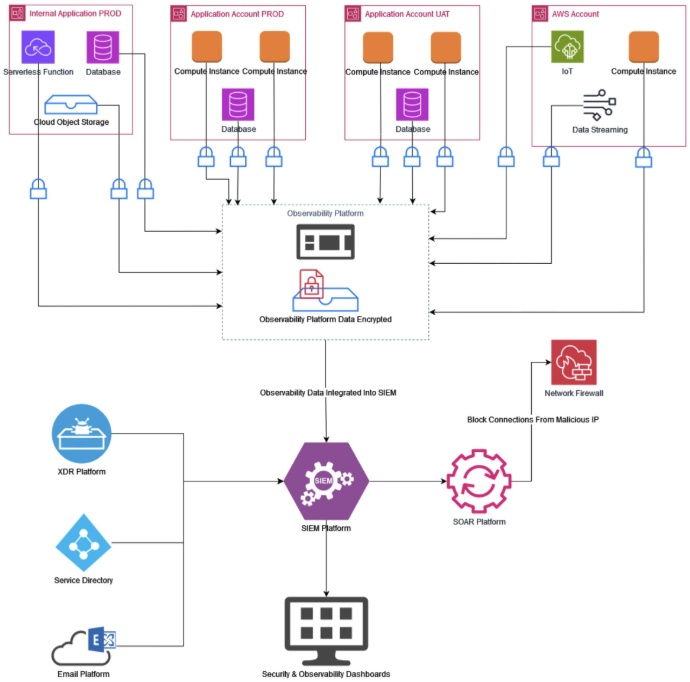 Internal Application PROD
Application Account PROD
Application Account UAT
AWS Account
Serverless Function
Database
Cloud Object Storage
Compute Instance
Compute Instance
Database
Compute Instance
Compute Instance
Database
IoT
Compute Instance
Data Streaming
Observability Platform
Observability Platform Data Encrypted
Observability Data Integrated Into SIEM
Network Firewall
Block Connections From Malicious IP
XDR Platform
SIEM
SIEM Platform
SOAR Platform
Service Directory
E
Email Platform
Security & Observability Dashboards